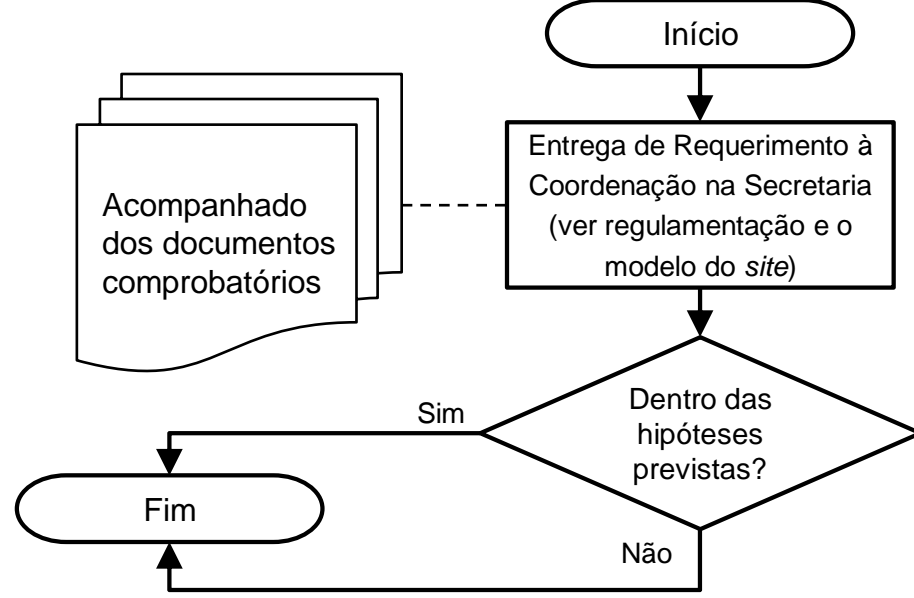 Início
Entrega de Requerimento à
Coordenação na Secretaria
(ver regulamentação e o
modelo do site)
Acompanhado
dos documentos
comprobatórios
Dentro das
hipóteses
previstas?
Sim
Fim
Não